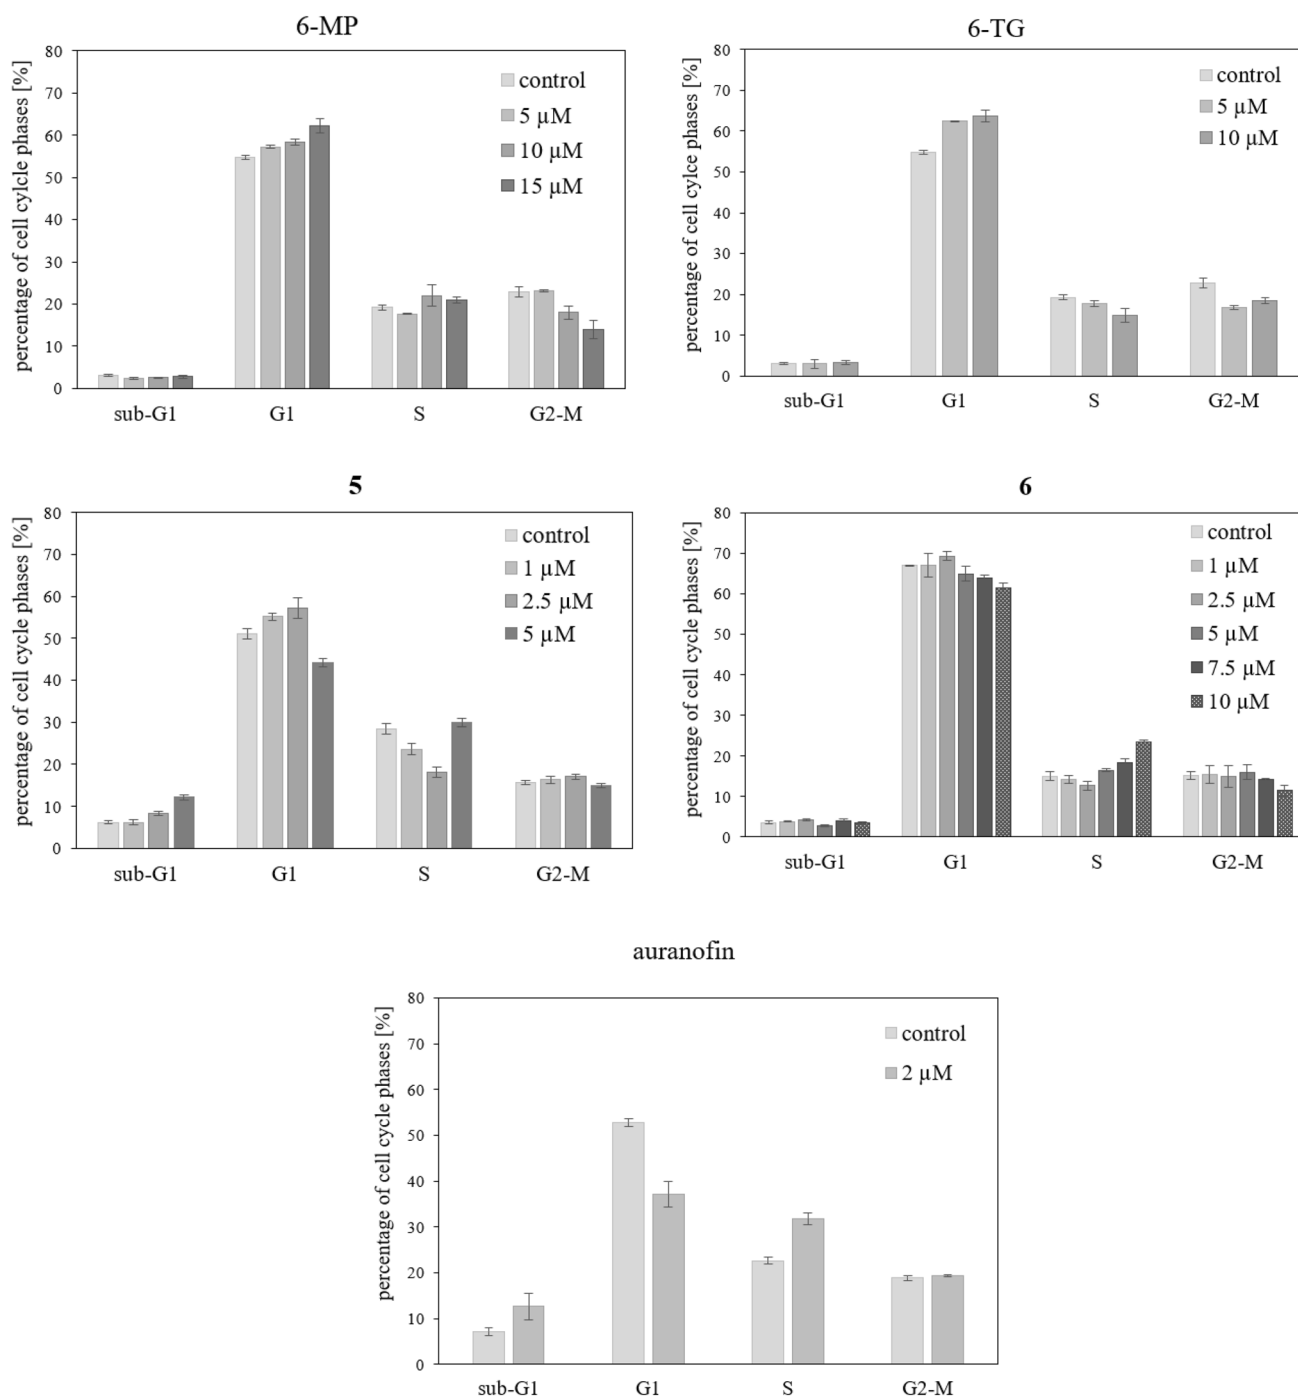 6-MP
percentage of cell cylcle phases [%]
80
70
60
50
40
30
20
10
0
control
5 µM
10 µM
15 µM
sub-G1 G1 S G2-M
6-TG
percentage of cell cylce phases [%]
80
70
60
50
40
30
20
10
0
control
5 µM
10 µM
sub-G1 G1 S G2-M
5
percentage of cell cycle phases [%]
80
70
60
50
40
30
20
10
0
control
1 µM
2.5 µM
5 µM
sub-G1 G1 S G2-M
6
percentage of cell cycle phases [%]
80
70
60
50
40
30
20
10
0
control
1 µM
2.5 µM
5 µM
7.5 µM
10 µM
sub-G1 G1 S G2-M
auranofin
percentage of cell cycle phases [%]
80
70
60
50
40
30
20
10
0
control
2 µM
sub-G1 G1 S G2-M